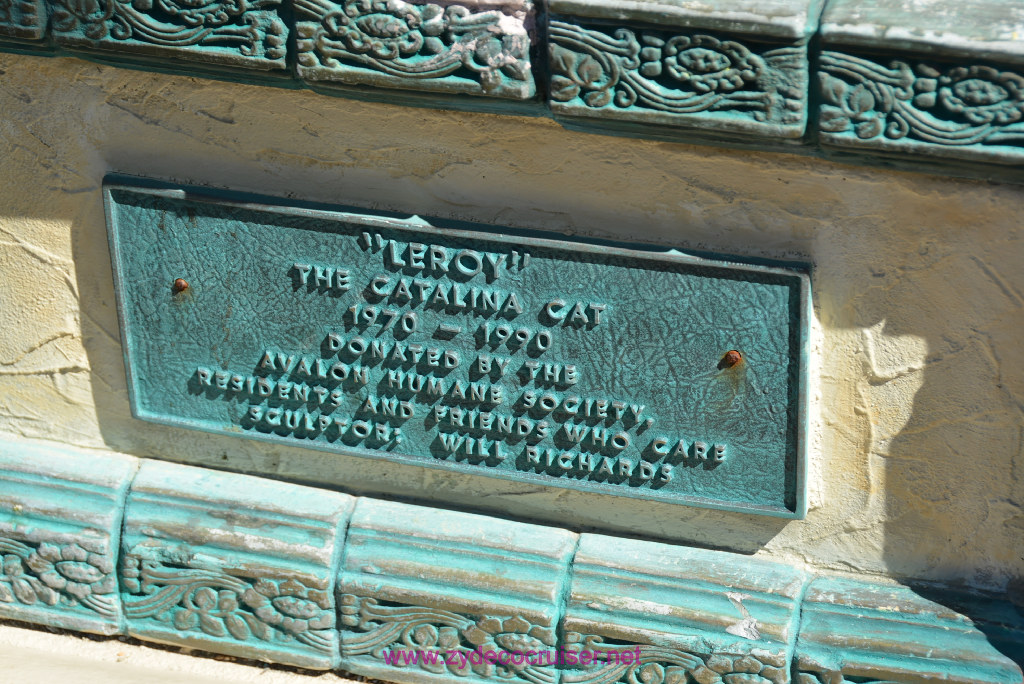 "LEROY"
THE CATALINA CAT
1970 – 1990
DONATED BY THE
AVALON HUMANE SOCIETY,
RESIDENTS AND FRIENDS WHO CARE
SCULPTOR: WILL RICHARDS
www.zydecocruiser.net